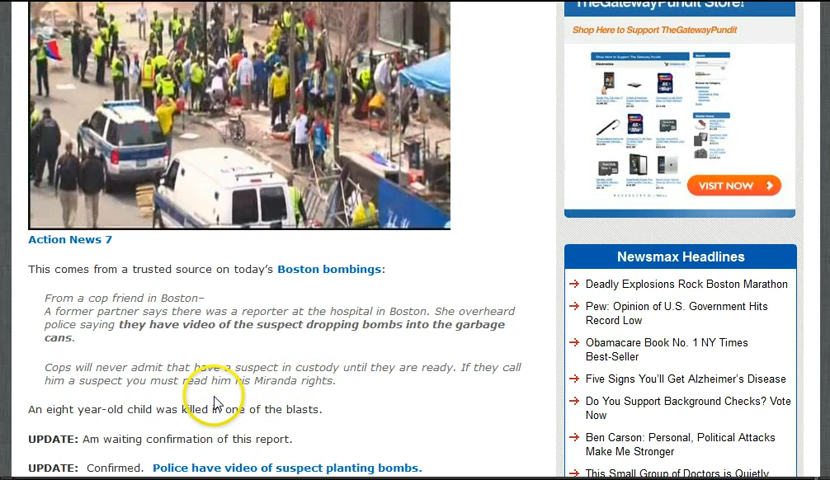 TheGatewayPundit Store!
Shop Here to Support TheGatewayPundit
VISIT NOW
Action News 7
This comes from a trusted source on today's Boston bombings:
From a cop friend in Boston–
A former partner says there was a reporter at the hospital in Boston. She overheard
police saying they have video of the suspect dropping bombs into the garbage
cans.
Cops will never admit that have a suspect in custody until they are ready. If they call
him a suspect you must read him his Miranda rights.
An eight year-old child was killed in one of the blasts.
UPDATE: Am waiting confirmation of this report.
UPDATE: Confirmed. Police have video of suspect planting bombs.
Newsmax Headlines
Deadly Explosions Rock Boston Marathon
Pew: Opinion of U.S. Government Hits
Record Low
Obamacare Book No. 1 NY Times
Best-Seller
Five Signs You'll Get Alzheimer's Disease
Do You Support Background Checks? Vote
Now
Ben Carson: Personal, Political Attacks
Make Me Stronger
This Small Group of Doctors is Quietly